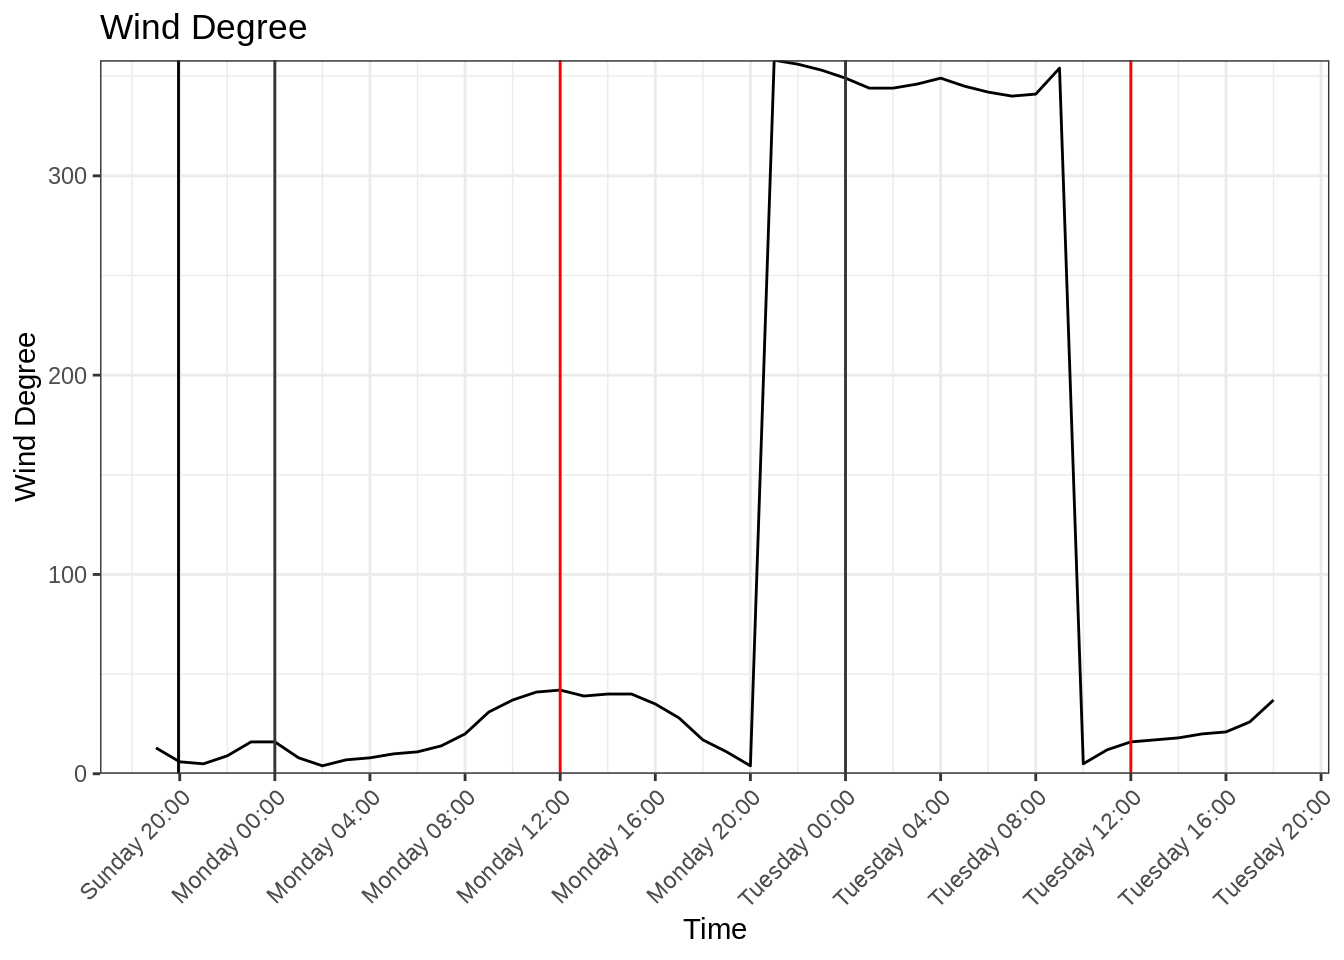 Wind Degree
Wind Degree
300
200
100
0
Sunday 20:00
Monday 00:00
Monday 04:00
Monday 08:00
Monday 12:00
Monday 16:00
Monday 20:00
Tuesday 00:00
Tuesday 04:00
Tuesday 08:00
Tuesday 12:00
Tuesday 16:00
Tuesday 20:00
Time